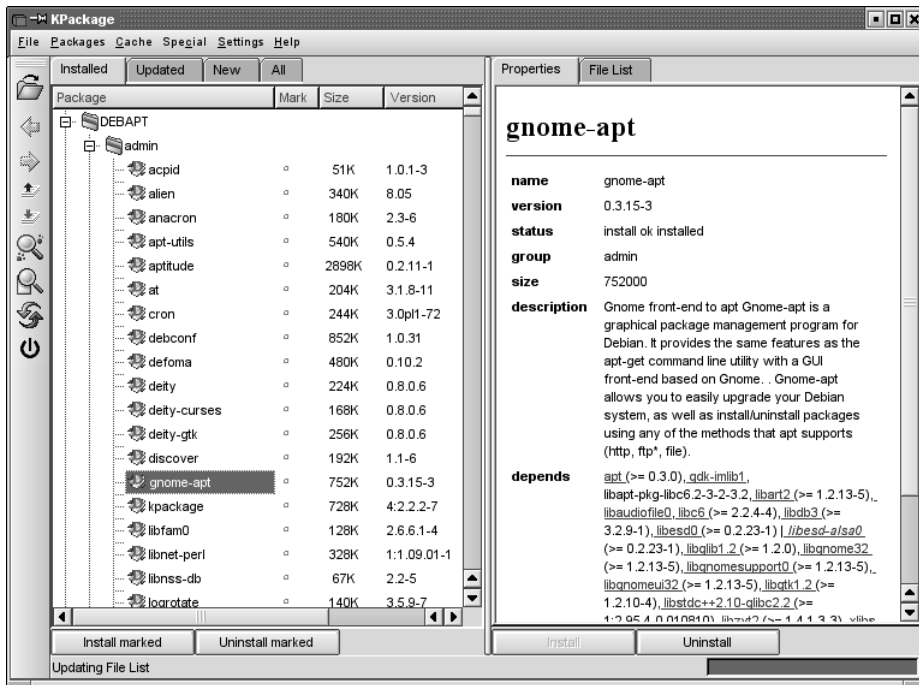 KPackage
File Packages Cache Special Settings Help
Installed Updated New All
Package Mark Size Version
DEBAPT
admin
acpid 51K 1.0.1-3
alien 340K 8.05
anacron 180K 2.3-6
apt-utils 540K 0.5.4
aptitude 2898K 0.2.11-1
at 204K 3.1.8-11
cron 244K 3.0pl1-72
debconf 852K 1.0.31
defoma 480K 0.10.2
deity 224K 0.8.0.6
deity-curses 168K 0.8.0.6
deity-gtk 256K 0.8.0.6
discover 192K 1.1-6
gnome-apt 752K 0.3.15-3
kpackage 728K 4:2.2.2-7
libfam0 128K 2.6.6.1-4
libnet-perl 328K 1:1.09.01-1
libnss-db 67K 2.2-5
logrotate 140K 3.5.9-7
Install marked Uninstall marked
Updating File List
Properties File List
gnome-apt
name gnome-apt
version 0.3.15-3
status install ok installed
group admin
size 752000
description Gnome front-end to apt Gnome-apt is a
graphical package management program for
Debian. It provides the same features as the
apt-get command line utility with a GUI
front-end based on Gnome. . Gnome-apt
allows you to easily upgrade your Debian
system, as well as install/uninstall packages
using any of the methods that apt supports
(http, ftp*, file).
depends apt (>= 0.3.0), gdk-imlib1,
libapt-pkg-libc6.2-3-2-3.2, libart2 (>= 1.2.13-5),
libaudiofile0, libc6 (>= 2.2.4-4), libdb3 (>=
3.2.9-1), libesd0 (>= 0.2.23-1) | libesd-alsa0
(>= 0.2.23-1), libglib1.2 (>= 1.2.0), libgnome32
(>= 1.2.13-5), libgnomesupport0 (>= 1.2.13-5),
libgnomeui32 (>= 1.2.13-5), libgtk1.2 (>=
1.2.10-4), libstdc++2.10-glibc2.2 (>=
1:2.95.4-0.010810), libzvt2 (>= 1.4.1.3-3), xlibs
Install Uninstall